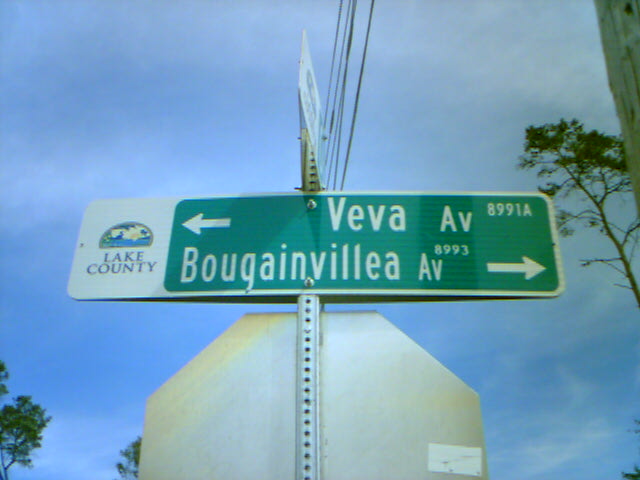 Veva Av 8991A
Bougainvillea Av 8993
LAKE
COUNTY